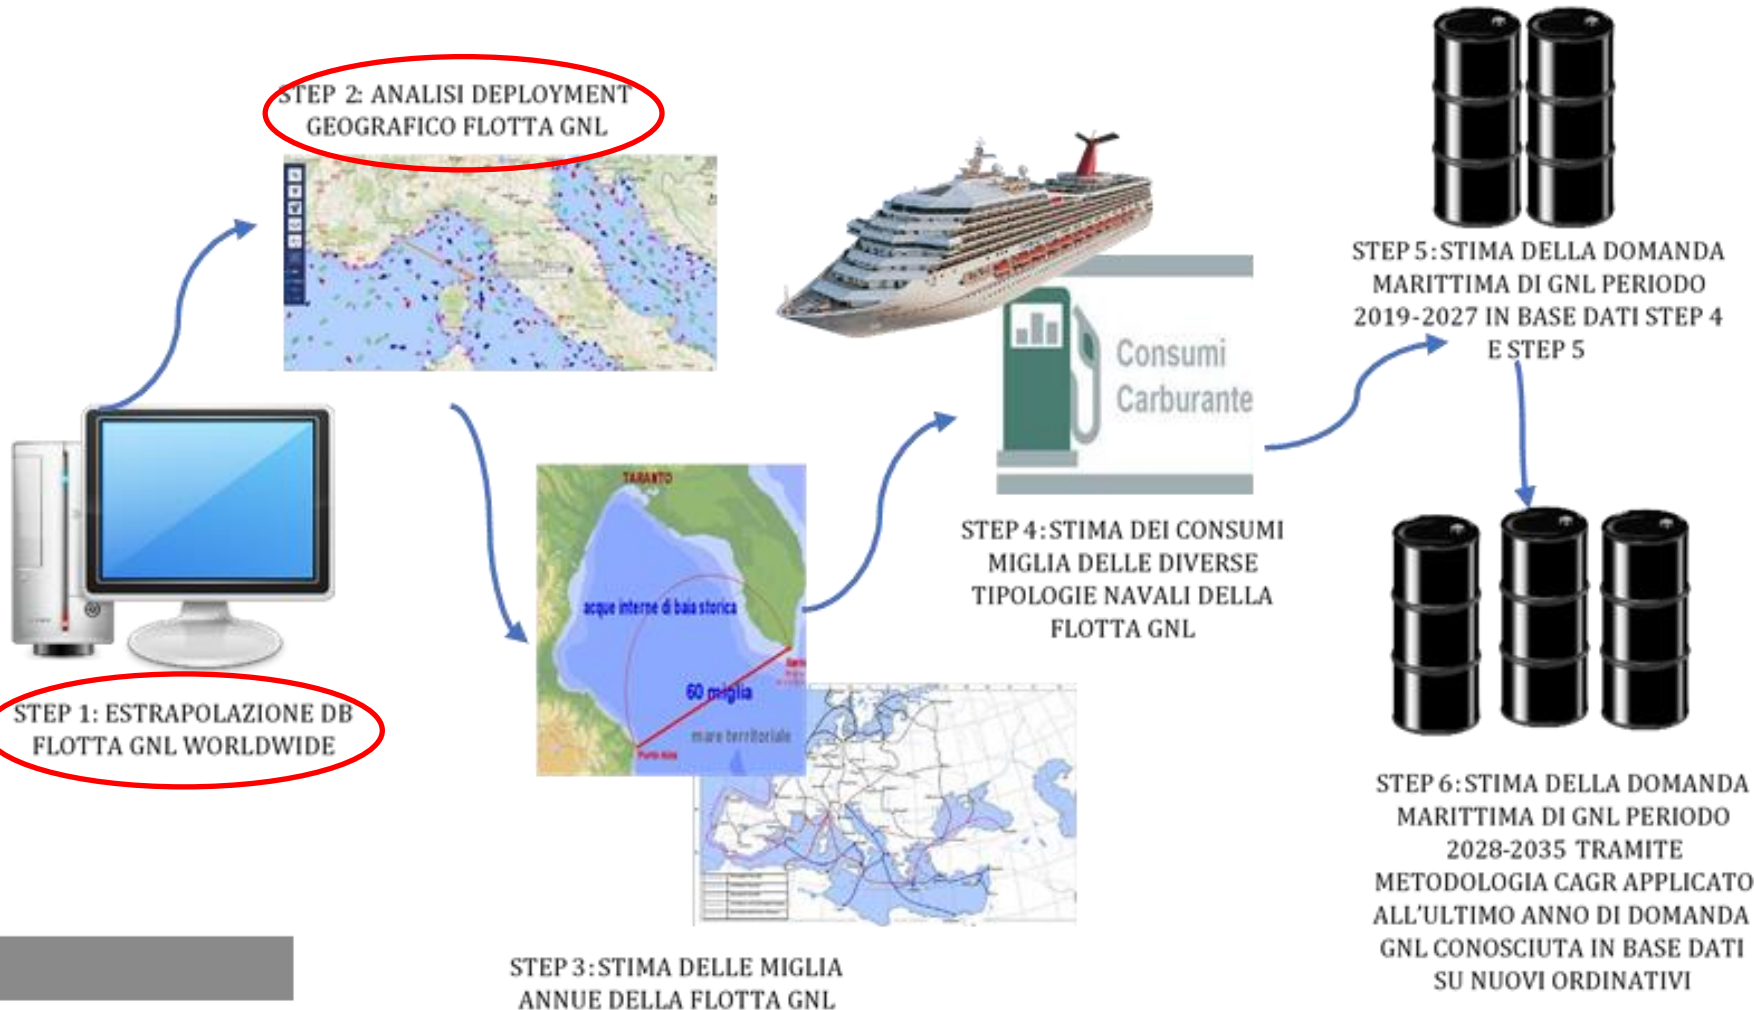 STEP 1: ESTRAPOLAZIONE DB
FLOTTA GNL WORLDWIDE
STEP 2: ANALISI DEPLOYMENT
GEOGRAFICO FLOTTA GNL
TARANTO
acque interne di baia storica
60 miglia
mare territoriale
STEP 3: STIMA DELLE MIGLIA
ANNUE DELLA FLOTTA GNL
Consumi
Carburante
STEP 4: STIMA DEI CONSUMI
MIGLIA DELLE DIVERSE
TIPOLOGIE NAVALI DELLA
FLOTTA GNL
STEP 5: STIMA DELLA DOMANDA
MARITTIMA DI GNL PERIODO
2019-2027 IN BASE DATI STEP 4
E STEP 5
STEP 6: STIMA DELLA DOMANDA
MARITTIMA DI GNL PERIODO
2028-2035 TRAMITE
METODOLOGIA CAGR APPLICATO
ALL'ULTIMO ANNO DI DOMANDA
GNL CONOSCIUTA IN BASE DATI
SU NUOVI ORDINATIVI